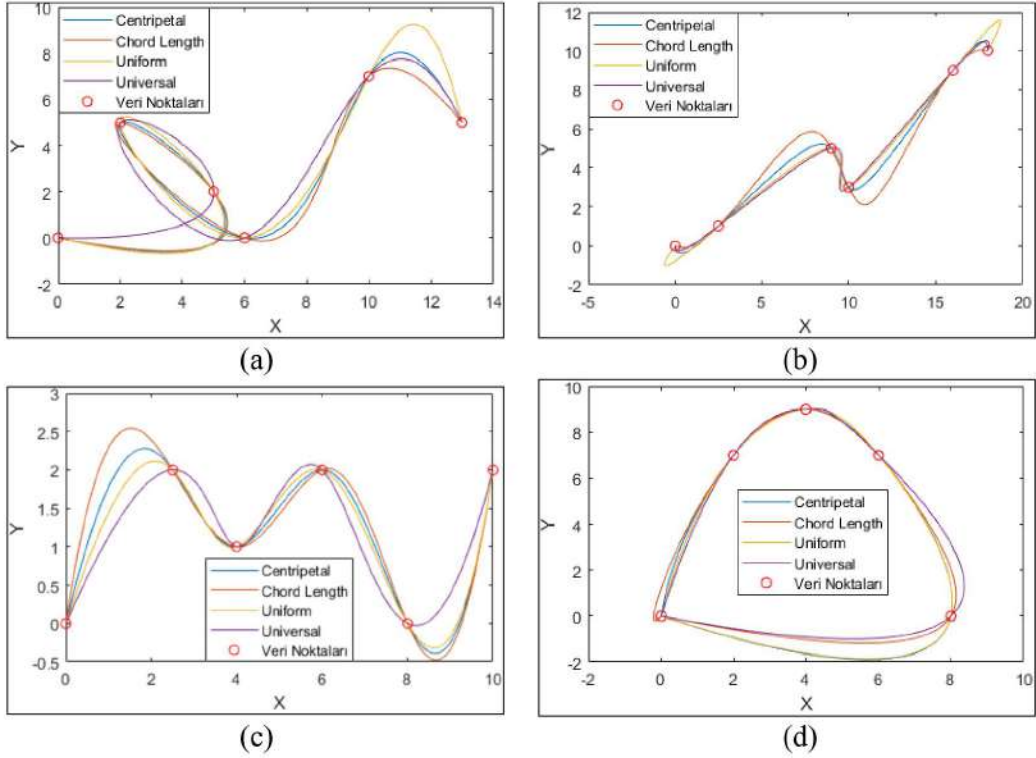 10
8
6
4
2
0
-2
Y
Centripetal
Chord Length
Uniform
Universal
Veri Noktaları
0 2 4 6 8 10 12 14
X
(a)
12
10
8
6
4
2
0
-2
Y
Centripetal
Chord Length
Uniform
Universal
Veri Noktaları
-5 0 5 10 15 20
X
(b)
3
2.5
2
1.5
1
0.5
0
-0.5
Y
Centripetal
Chord Length
Uniform
Universal
Veri Noktaları
0 2 4 6 8 10
X
(c)
10
8
6
4
2
0
-2
Y
Centripetal
Chord Length
Uniform
Universal
Veri Noktaları
-2 0 2 4 6 8 10
X
(d)